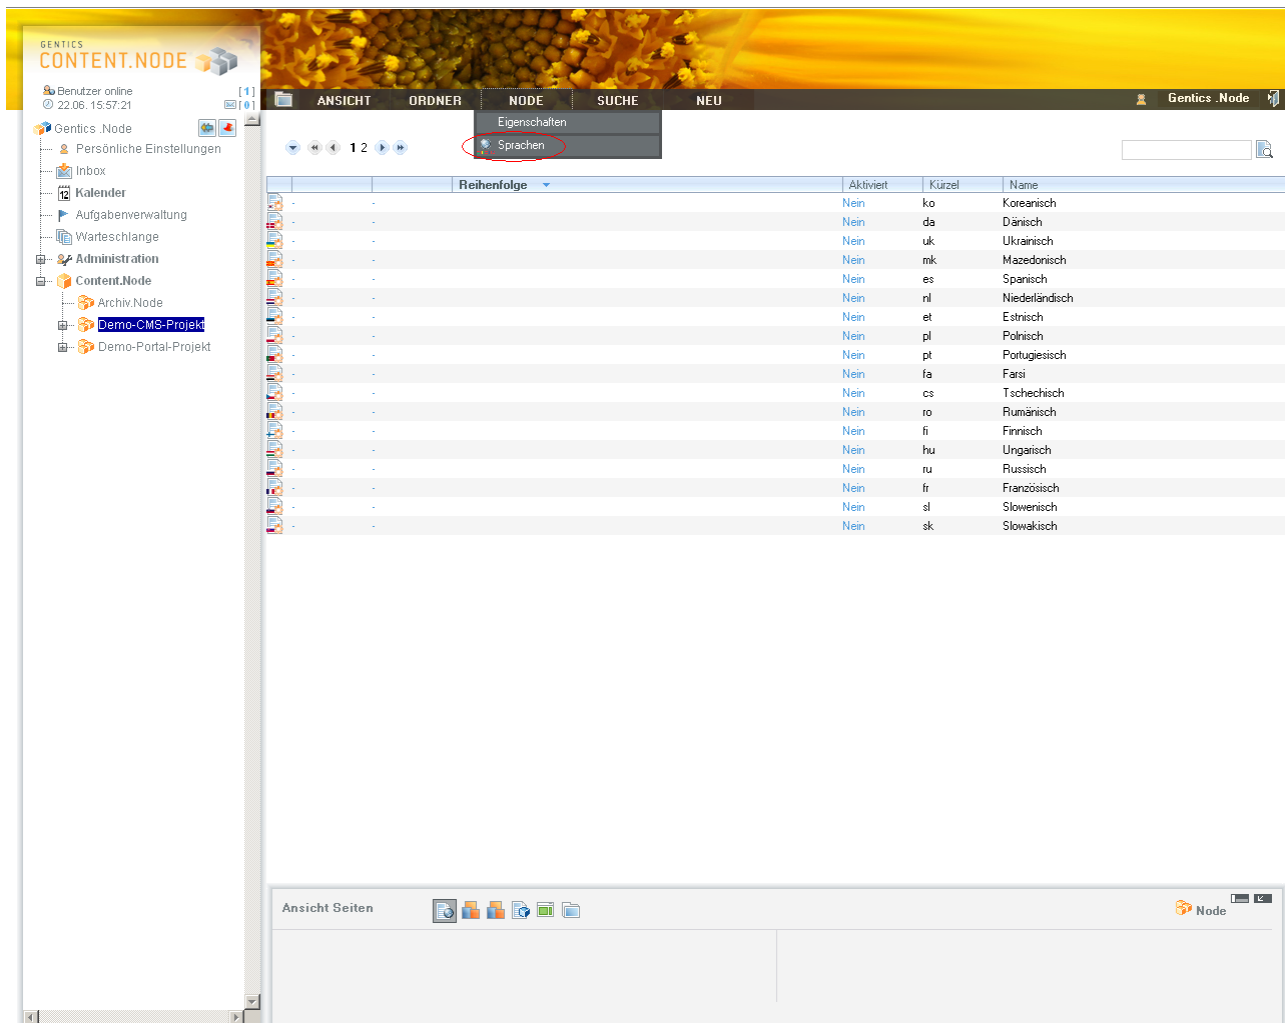 GENTICS
CONTENT.NODE
Benutzer online [1]
22.06. 15:57:21 [0]
ANSICHT ORDNER NODE SUCHE NEU Gentics .Node
Eigenschaften
Sprachen
Gentics .Node
Persönliche Einstellungen
Inbox
12 Kalender
Aufgabenverwaltung
Warteschlange
Administration
Content.Node
Archiv.Node
Demo-CMS-Projekt
Demo-Portal-Projekt
1 2
Reihenfolge Aktiviert Kürzel Name
- - Nein ko Koreanisch
- - Nein da Dänisch
- - Nein uk Ukrainisch
- - Nein mk Mazedonisch
- - Nein es Spanisch
- - Nein nl Niederländisch
- - Nein et Estnisch
- - Nein pl Polnisch
- - Nein pt Portugiesisch
- - Nein fa Farsi
- - Nein cs Tschechisch
- - Nein ro Rumänisch
- - Nein fi Finnisch
- - Nein hu Ungarisch
- - Nein ru Russisch
- - Nein fr Französisch
- - Nein sl Slowenisch
- - Nein sk Slowakisch
Ansicht Seiten Node